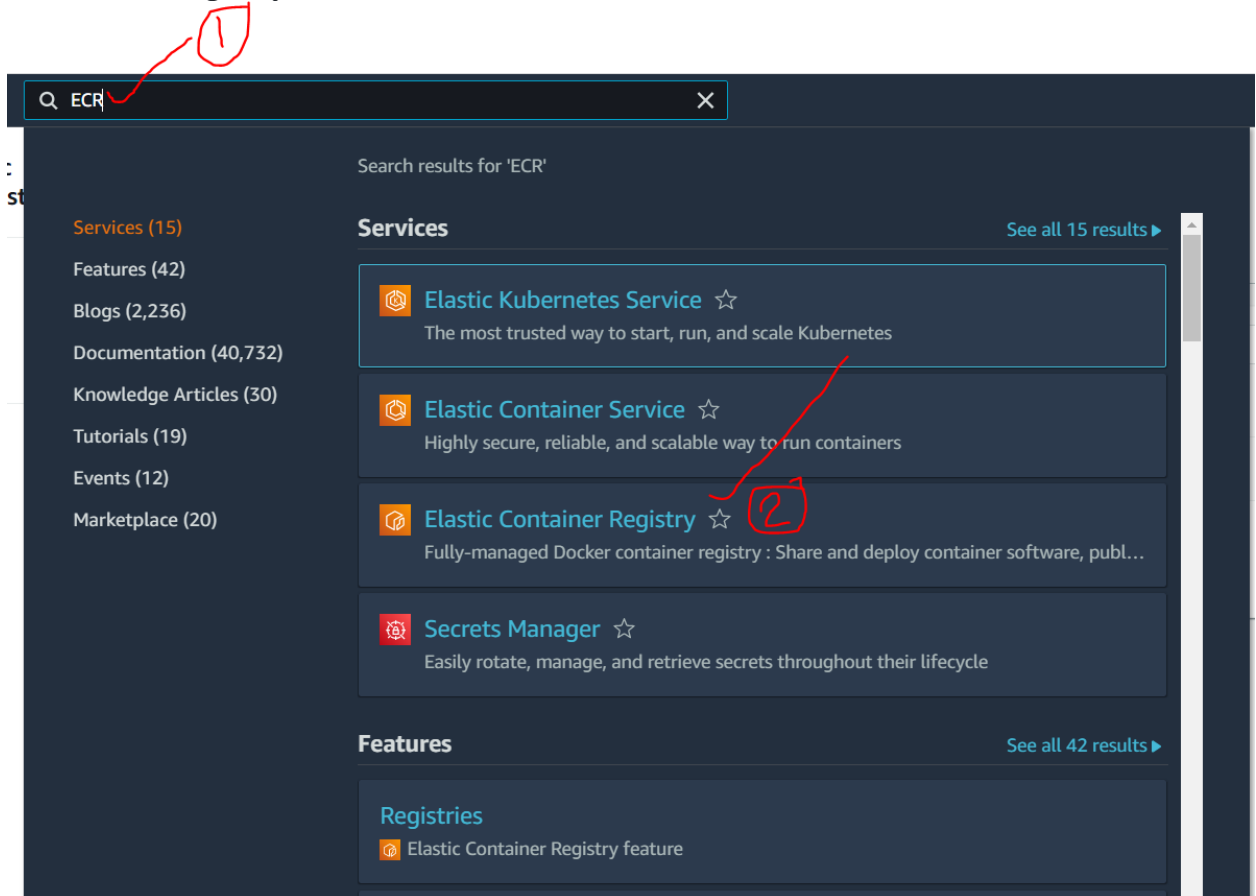 1
ECR
Search results for 'ECR'
st
Services (15)
Features (42)
Blogs (2,236)
Documentation (40,732)
Knowledge Articles (30)
Tutorials (19)
Events (12)
Marketplace (20)
Services
See all 15 results
Elastic Kubernetes Service
The most trusted way to start, run, and scale Kubernetes
Elastic Container Service
Highly secure, reliable, and scalable way to run containers
Elastic Container Registry
2
Fully-managed Docker container registry : Share and deploy container software, publ...
Secrets Manager
Easily rotate, manage, and retrieve secrets throughout their lifecycle
Features
See all 42 results
Registries
Elastic Container Registry feature